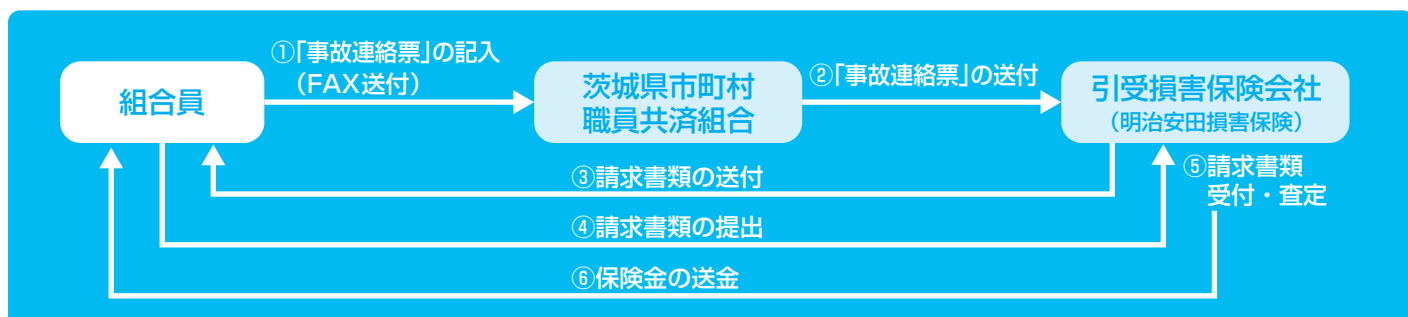 ①「事故連絡票」の記入
（FAX送付）
組合員
茨城県市町村
職員共済組合
②「事故連絡票」の送付
引受損害保険会社
（明治安田損害保険）
③請求書類の送付
④請求書類の提出
⑤請求書類
受付・査定
⑥保険金の送金